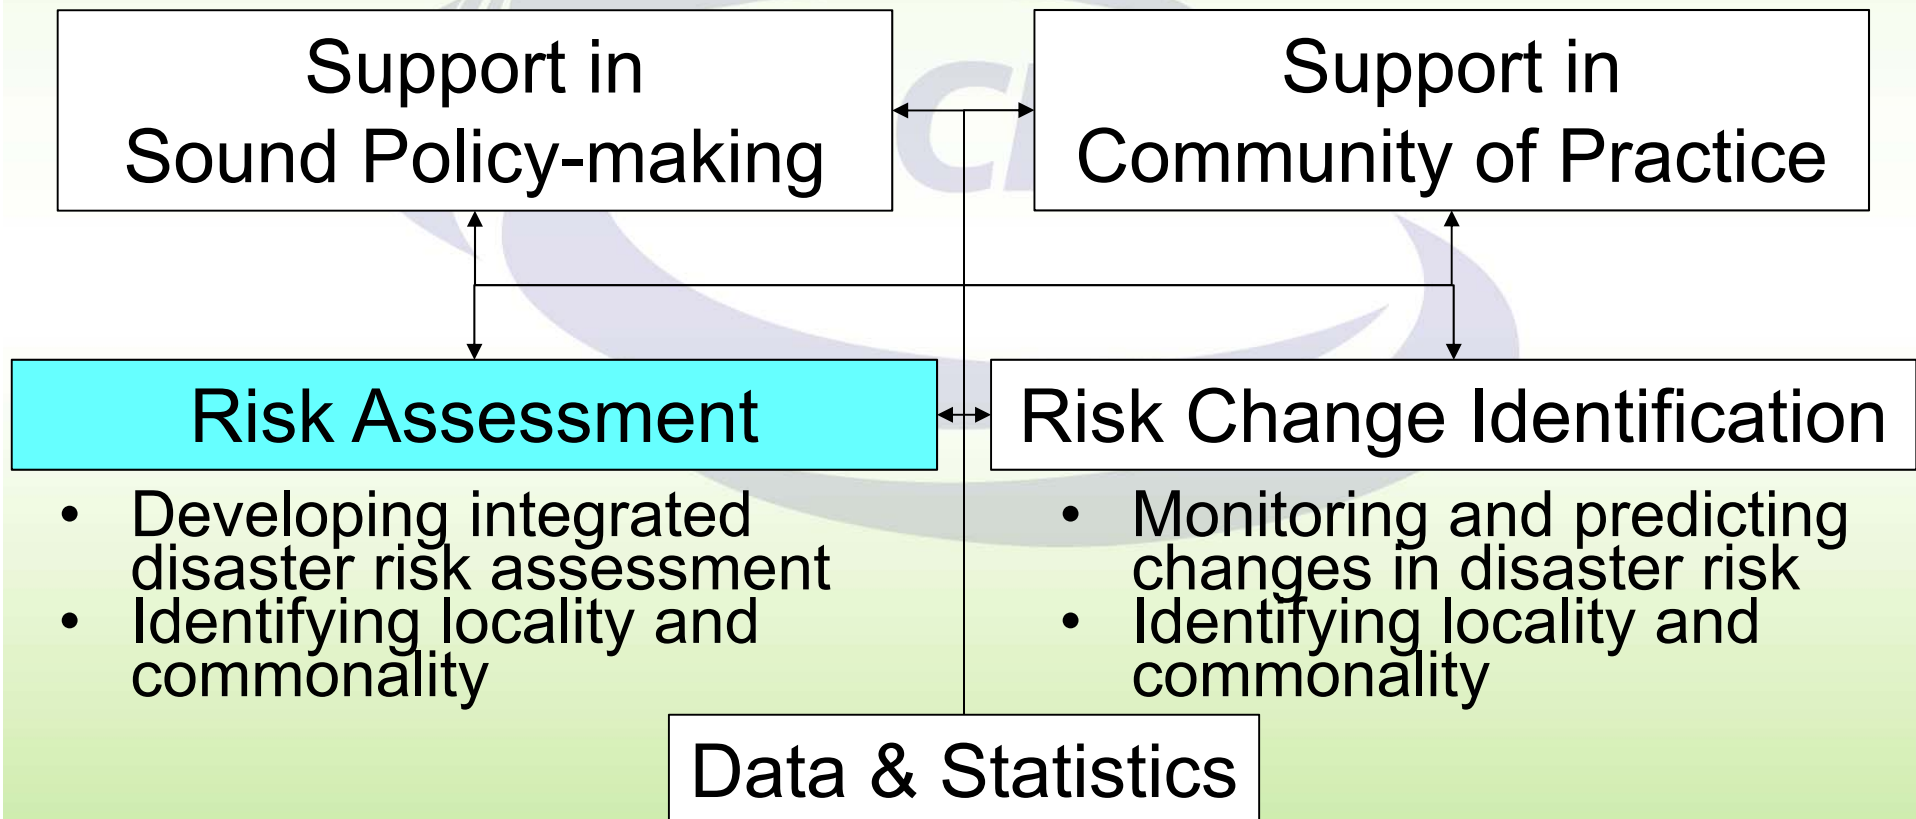 Support in
Sound Policy-making
Support in
Community of Practice
Risk Assessment
Risk Change Identification
• Developing integrated
disaster risk assessment
• Identifying locality and
commonality
• Monitoring and predicting
changes in disaster risk
• Identifying locality and
commonality
Data & Statistics